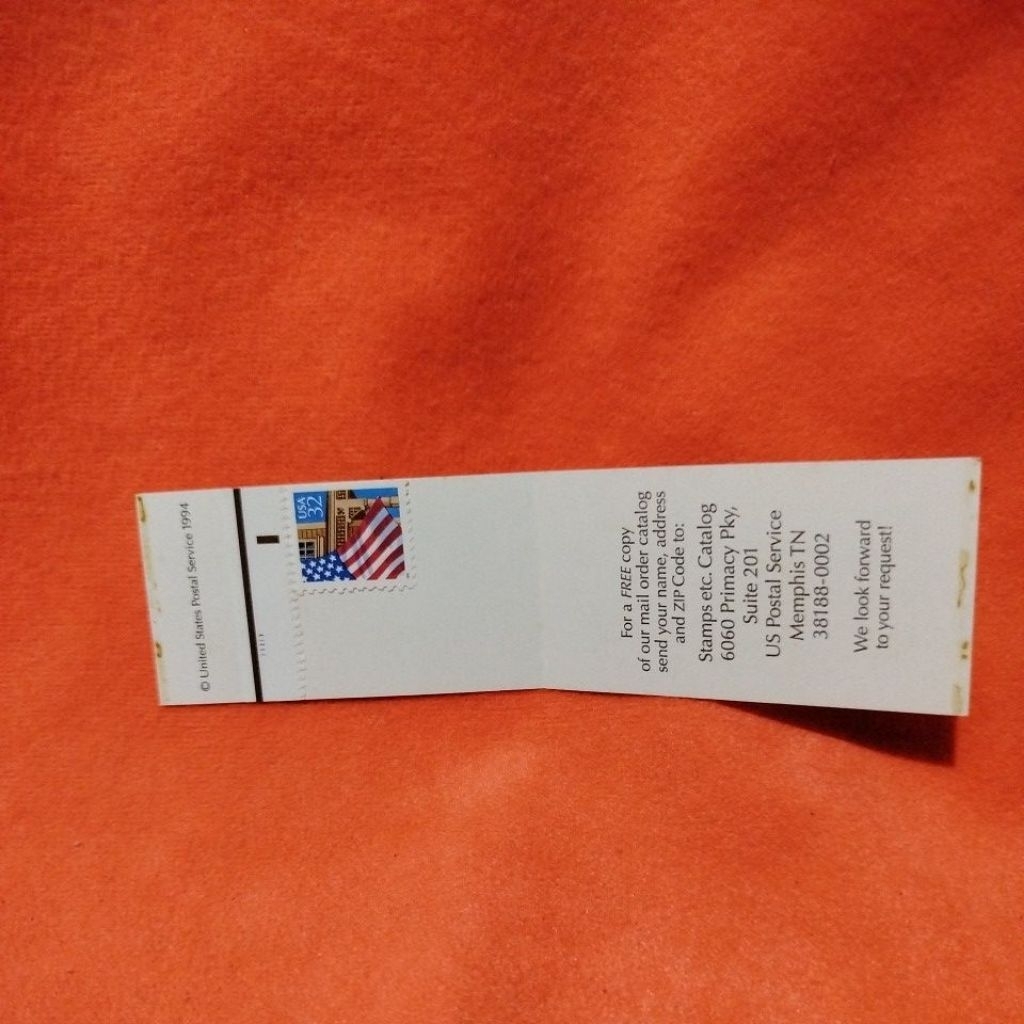 © United States Postal Service 1994
USA
32
For a FREE copy
of our mail order catalog
send your name, address
and ZIP Code to:
Stamps etc. Catalog
6060 Primacy Pky,
Suite 201
US Postal Service
Memphis TN
38188-0002
We look forward
to your request!